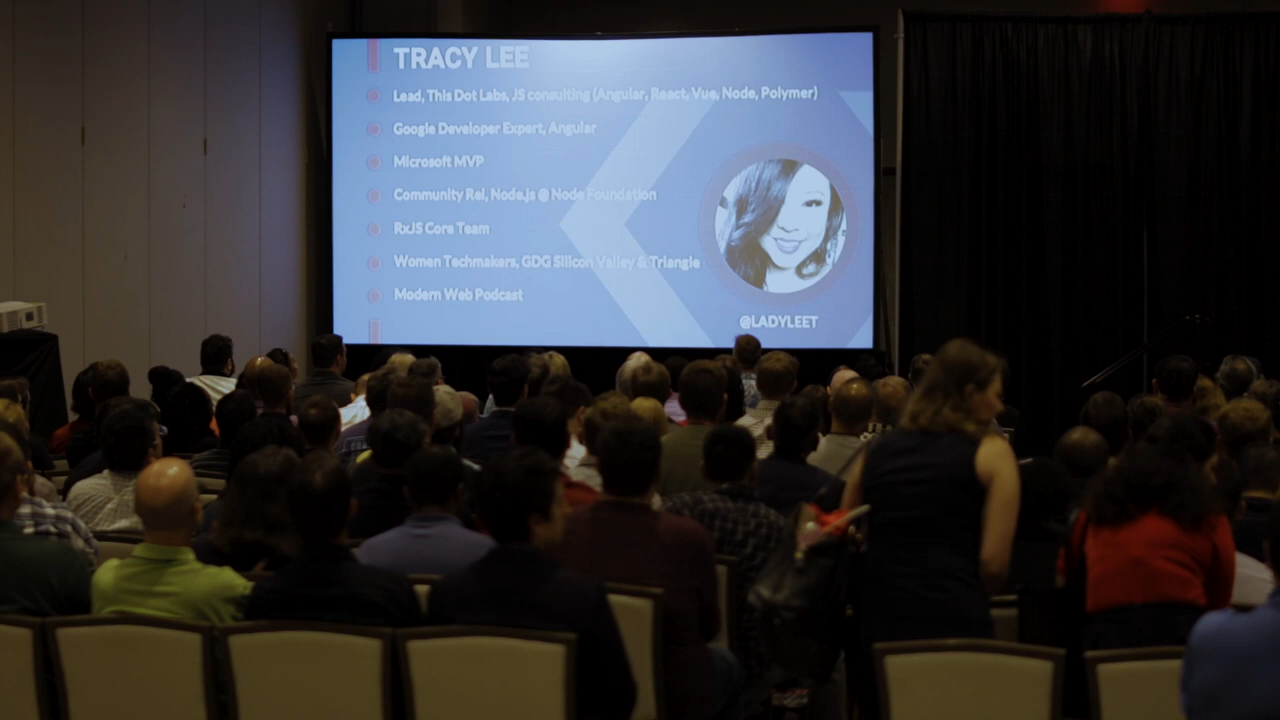 TRACY LEE
Lead, This Dot Labs, JS consulting (Angular, React, Vue, Node, Polymer)
Google Developer Expert, Angular
Microsoft MVP
Community Rel, Node.js @ Node Foundation
RxJS Core Team
Women Techmakers, GDG Silicon Valley & Triangle
Modern Web Podcast
@LADYLEET